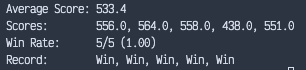 Average Score: 533.4
Scores: 556.0, 564.0, 558.0, 438.0, 551.0
Win Rate: 5/5 (1.00)
Record: Win, Win, Win, Win, Win